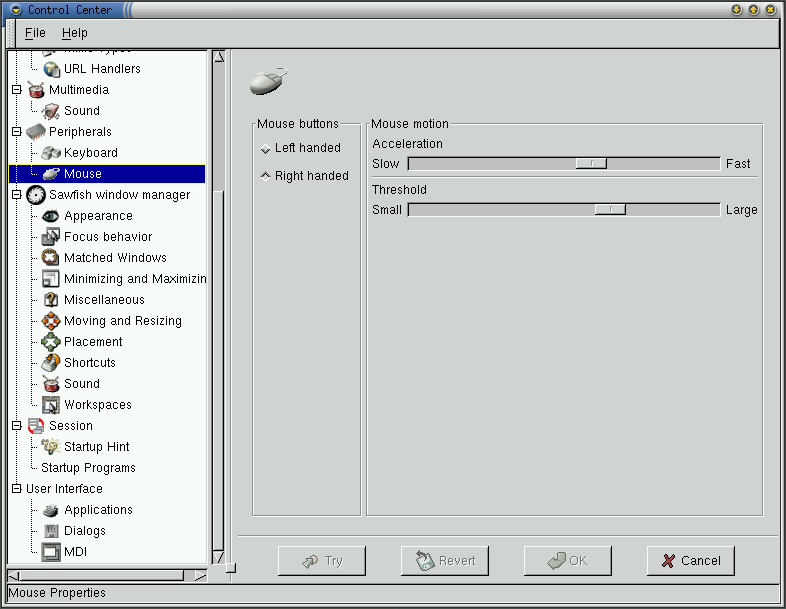 Control Center
File Help
URL Handlers
Multimedia
Sound
Peripherals
Keyboard
Mouse
Sawfish window manager
Appearance
Focus behavior
Matched Windows
Minimizing and Maximizin
Miscellaneous
Moving and Resizing
Placement
Shortcuts
Sound
Workspaces
Session
Startup Hint
Startup Programs
User Interface
Applications
Dialogs
MDI
Mouse buttons
Left handed
Right handed
Mouse motion
Acceleration
Slow Fast
Threshold
Small Large
Try Revert OK Cancel
Mouse Properties